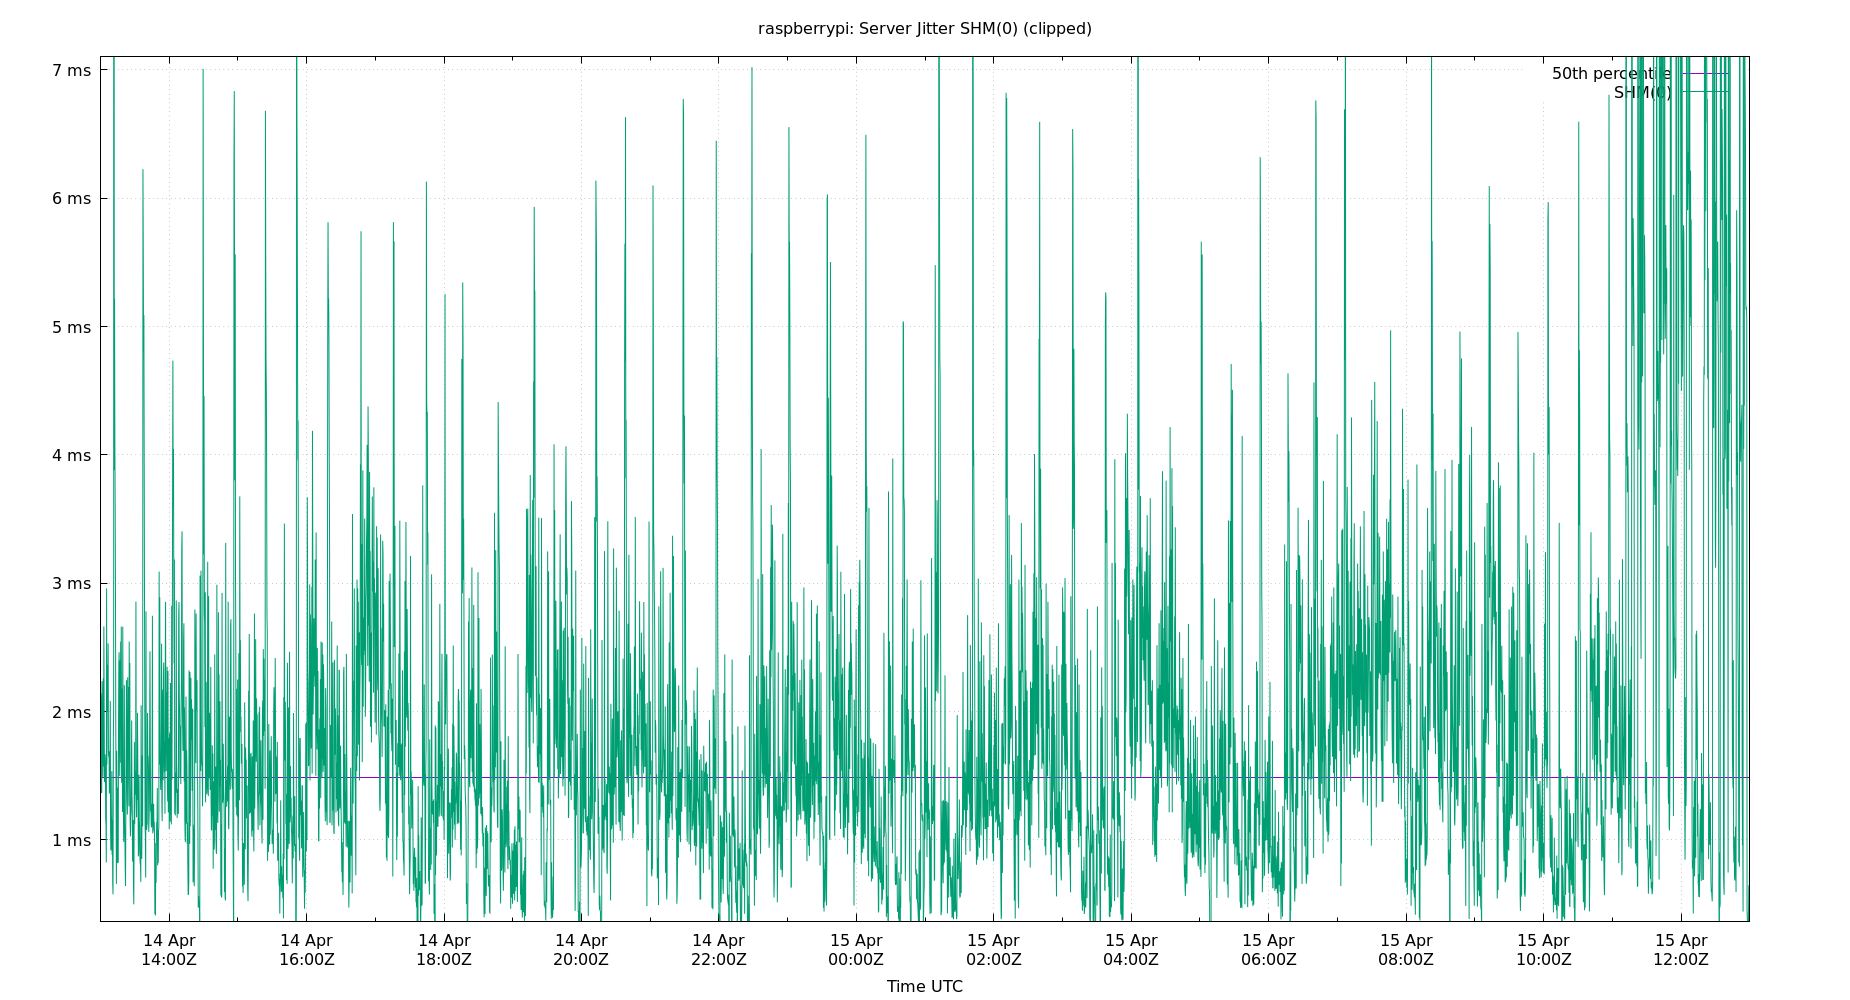 raspberrypi: Server Jitter SHM(0) (clipped)
7 ms
50th percentile
SHM(0)
6 ms
5 ms
4 ms
3 ms
2 ms
1 ms
14 Apr 14 Apr 14 Apr 14 Apr 14 Apr 15 Apr 15 Apr 15 Apr 15 Apr 15 Apr 15 Apr 15 Apr
14:00Z 16:00Z 18:00Z 20:00Z 22:00Z 00:00Z 02:00Z 04:00Z 06:00Z 08:00Z 10:00Z 12:00Z
Time UTC